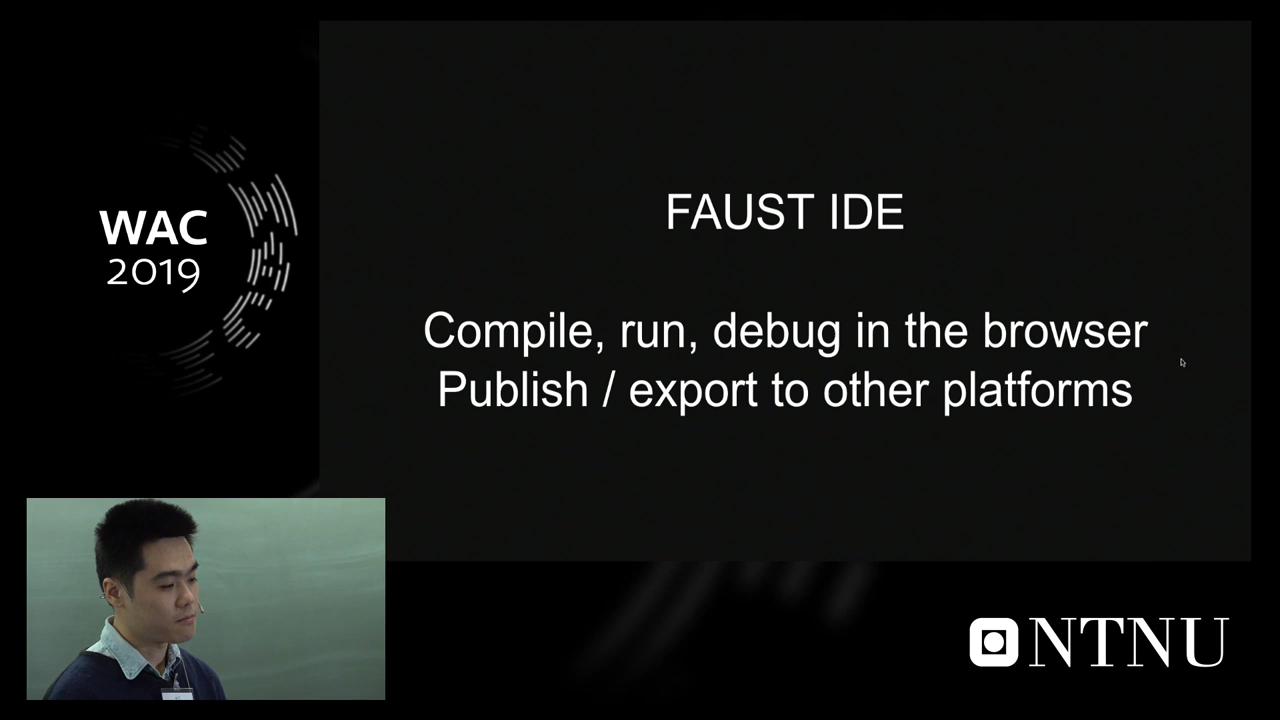 WAC
2019
FAUST IDE
Compile, run, debug in the browser
Publish / export to other platforms
NTNU